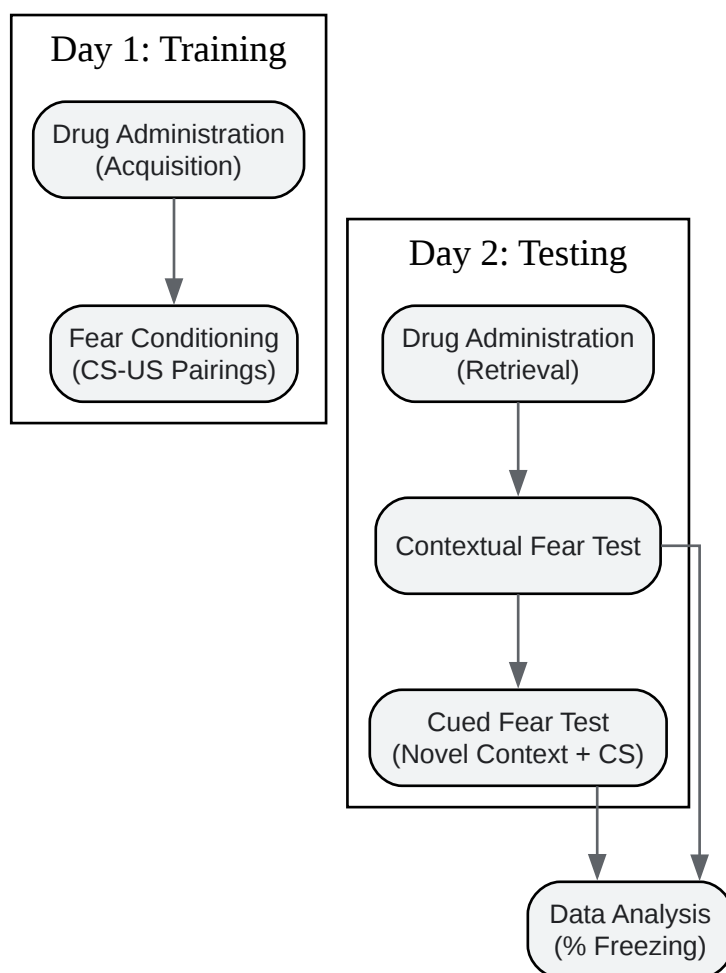 Day 1: Training
Drug Administration
(Acquisition)
Fear Conditioning
(CS-US Pairings)
Day 2: Testing
Drug Administration
(Retrieval)
Contextual Fear Test
Cued Fear Test
(Novel Context + CS)
Data Analysis
(% Freezing)